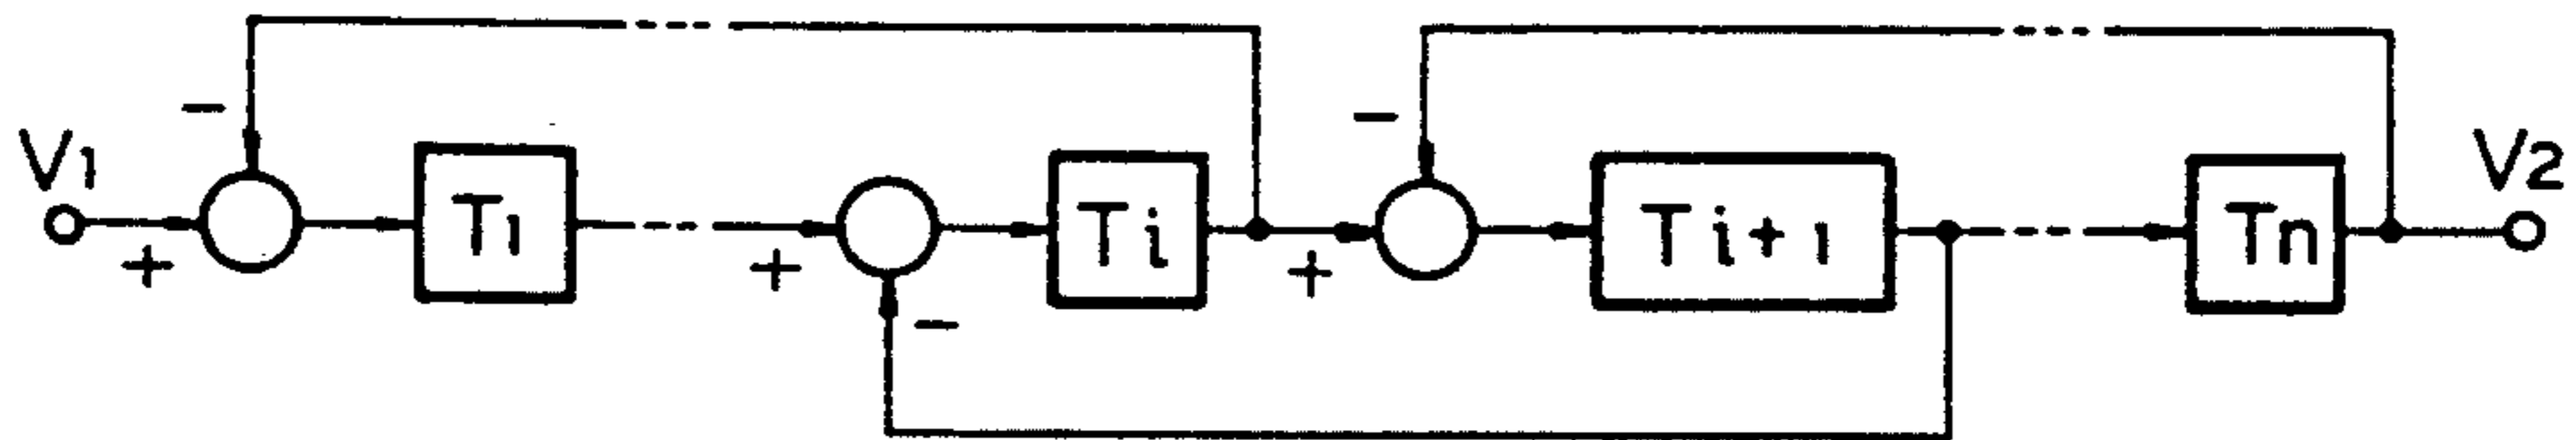 −
−
V1
T1
Ti
Ti+1
Tn
V2
+
+
+
−